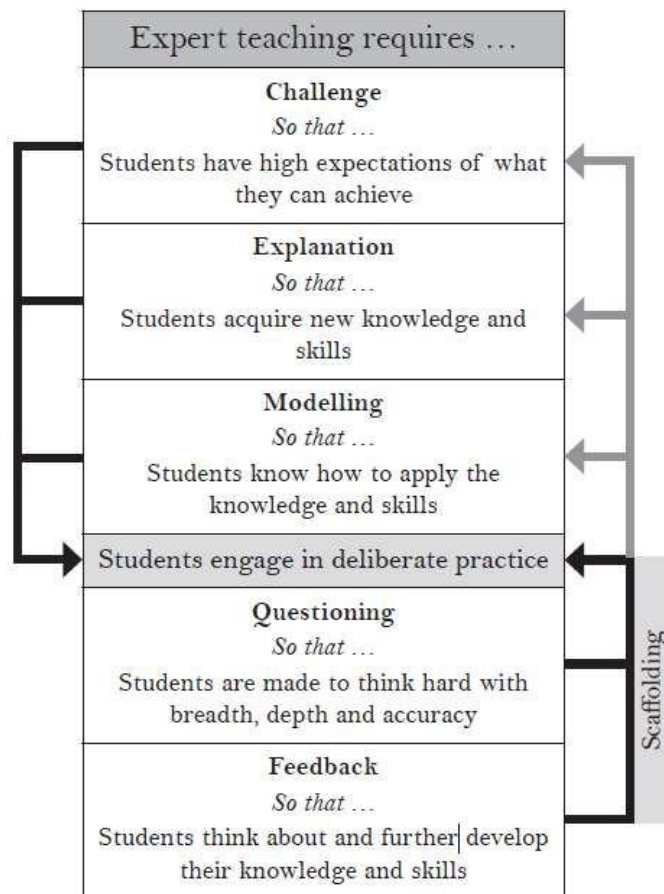 Expert teaching requires …
Challenge
So that …
Students have high expectations of what
they can achieve
Explanation
So that …
Students acquire new knowledge and
skills
Modelling
So that …
Students know how to apply the
knowledge and skills
Students engage in deliberate practice
Questioning
So that …
Students are made to think hard with
breadth, depth and accuracy
Feedback
So that …
Students think about and further develop
their knowledge and skills
Scaffolding